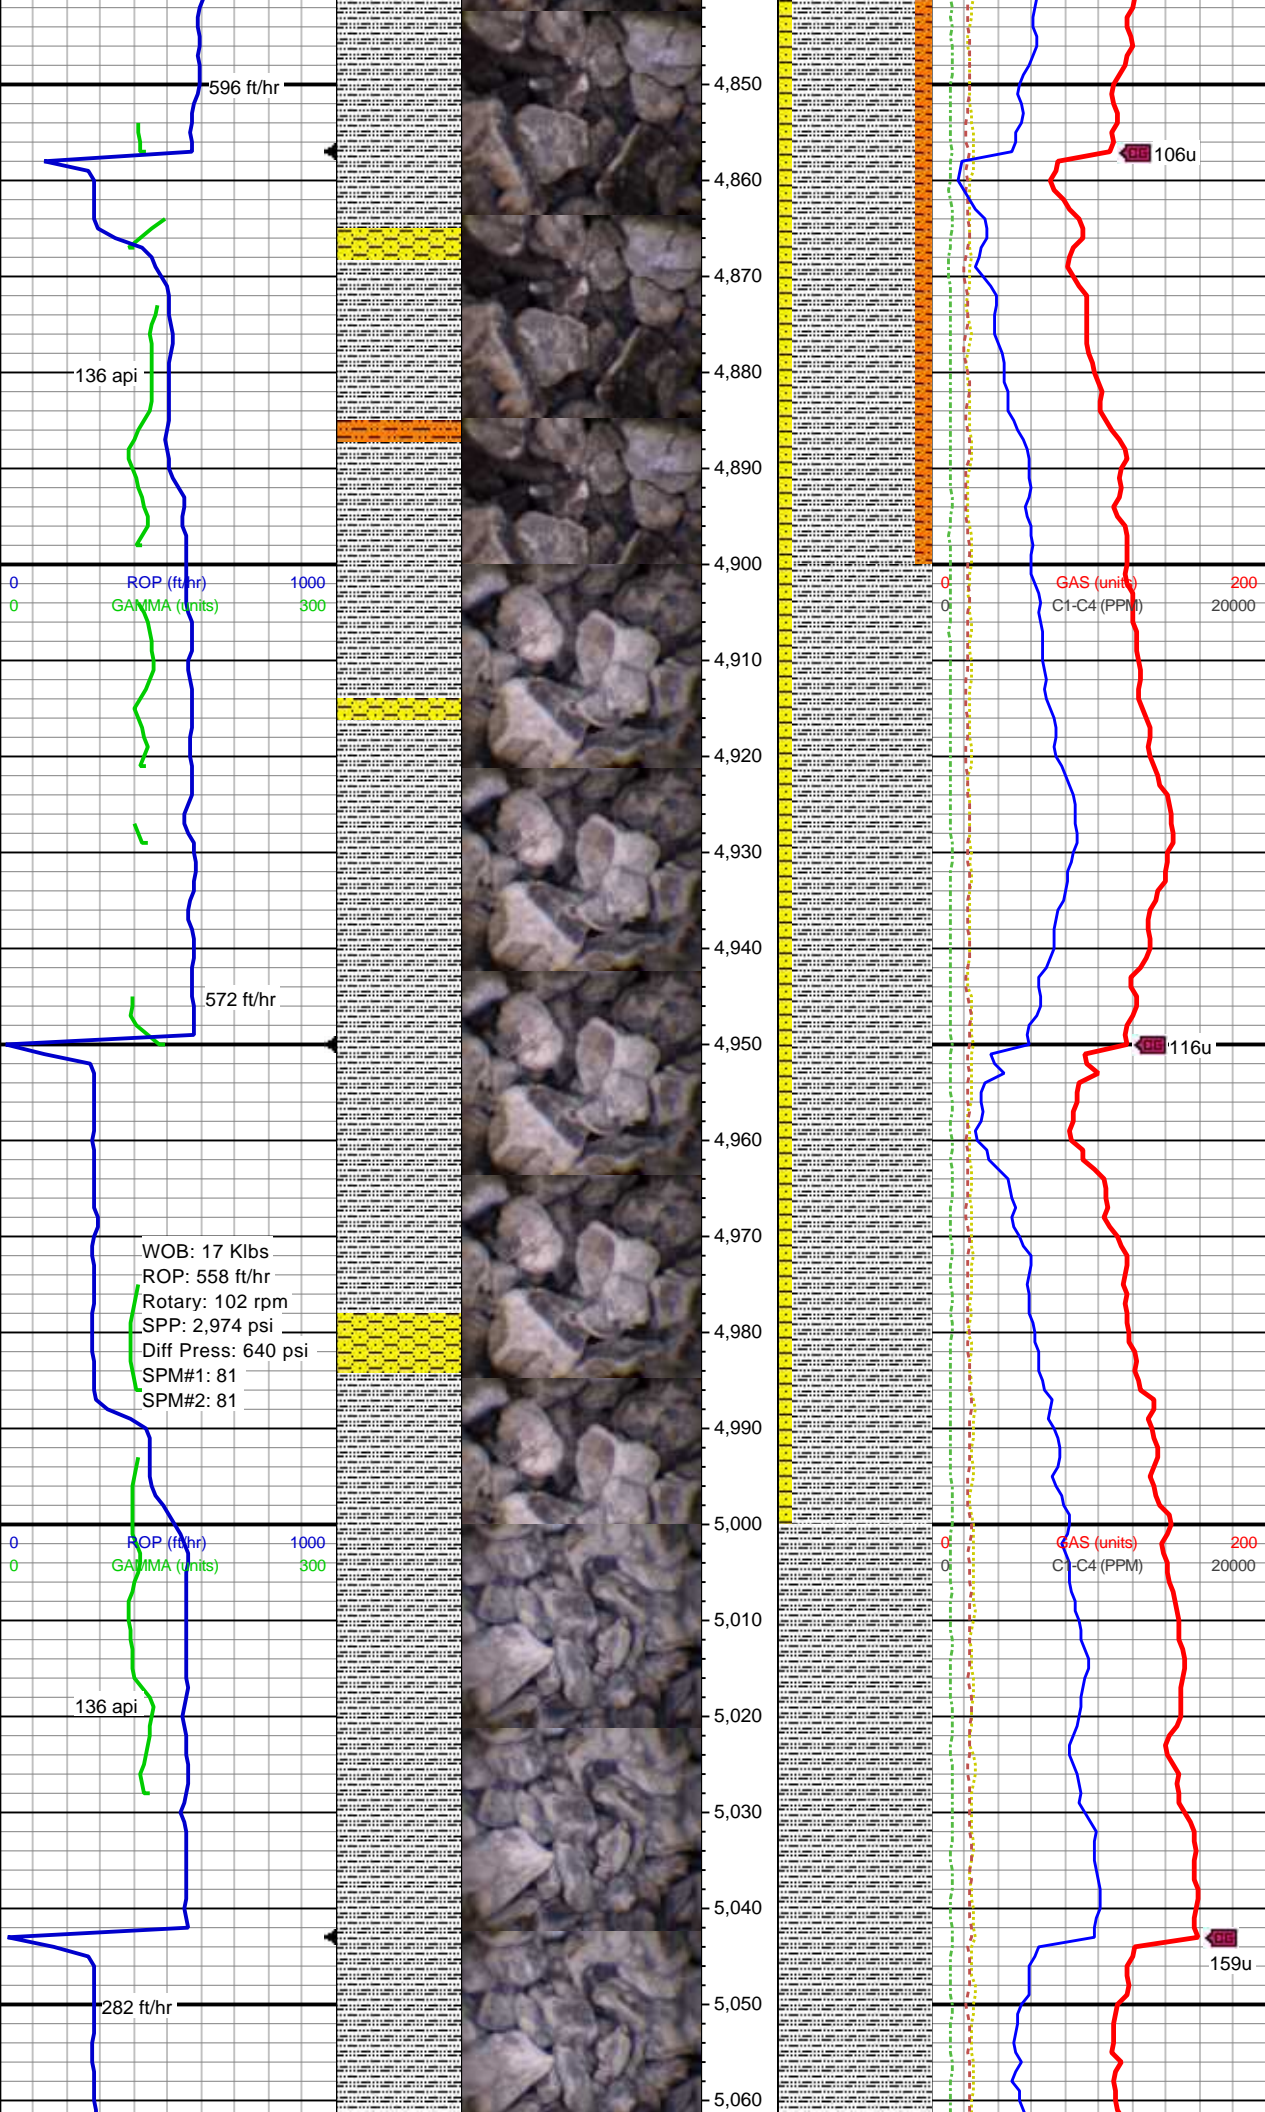 596 ft/hr
4,850
CG 106u
4,860
4,870
136 api
4,880
4,890
4,900
0 ROP (ft/hr) 1000
0 GAMMA (units) 300
0 GAS (units) 200
0 C1-C4 (PPM) 20000
4,910
4,920
4,930
4,940
572 ft/hr
4,950
CG 116u
4,960
4,970
WOB: 17 Klbs
ROP: 558 ft/hr
Rotary: 102 rpm
SPP: 2,974 psi
Diff Press: 640 psi
SPM#1: 81
SPM#2: 81
4,980
4,990
5,000
0 ROP (ft/hr) 1000
0 GAMMA (units) 300
0 GAS (units) 200
0 C1-C4 (PPM) 20000
5,010
136 api
5,020
5,030
5,040
CG
159u
282 ft/hr
5,050
5,060